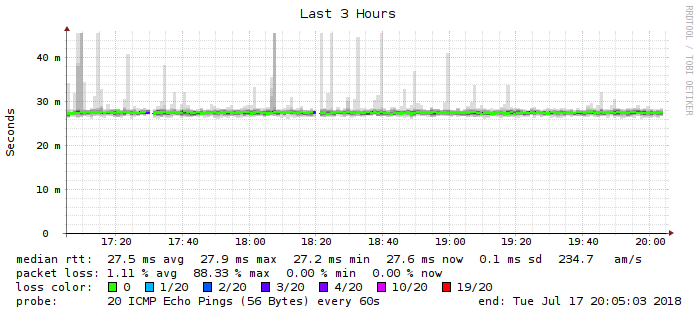 Last 3 Hours
RRDTOOL / TOBI OETIKER
Seconds
40 m
30 m
20 m
10 m
0
17:20 17:40 18:00 18:20 18:40 19:00 19:20 19:40 20:00
median rtt: 27.5 ms avg 27.9 ms max 27.2 ms min 27.6 ms now 0.1 ms sd 234.7 am/s
packet loss: 1.11 % avg 88.33 % max 0.00 % min 0.00 % now
loss color: 0 1/20 2/20 3/20 4/20 10/20 19/20
probe: 20 ICMP Echo Pings (56 Bytes) every 60s end: Tue Jul 17 20:05:03 2018